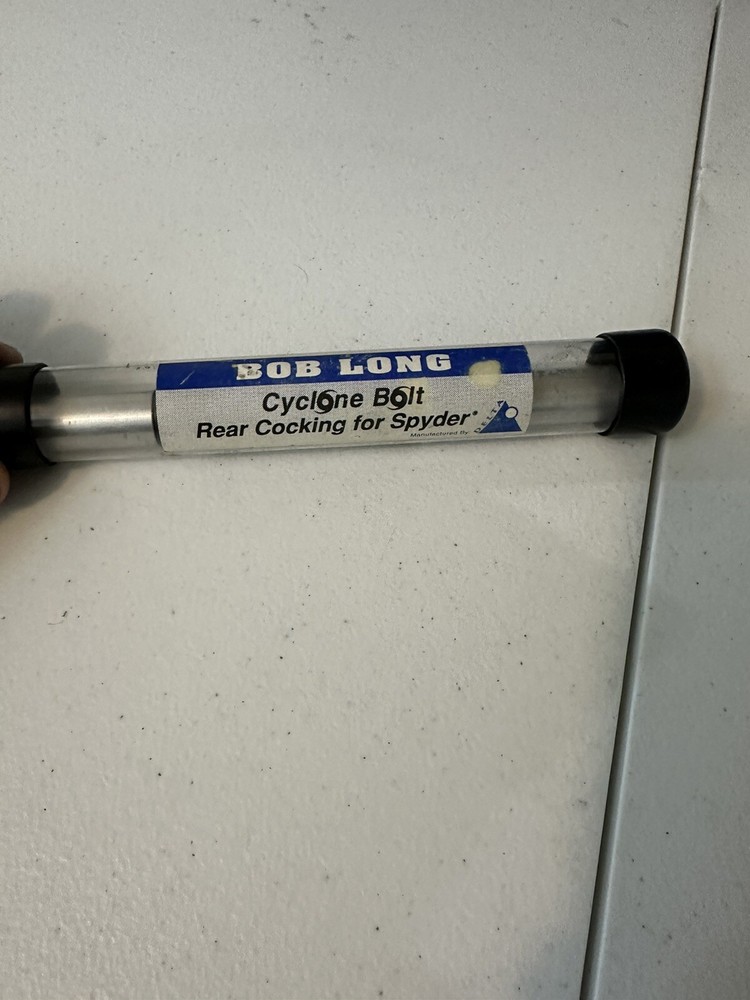 BOB LONG
Cyclone Bolt
Rear Cocking for Spyder*
Manufactured By